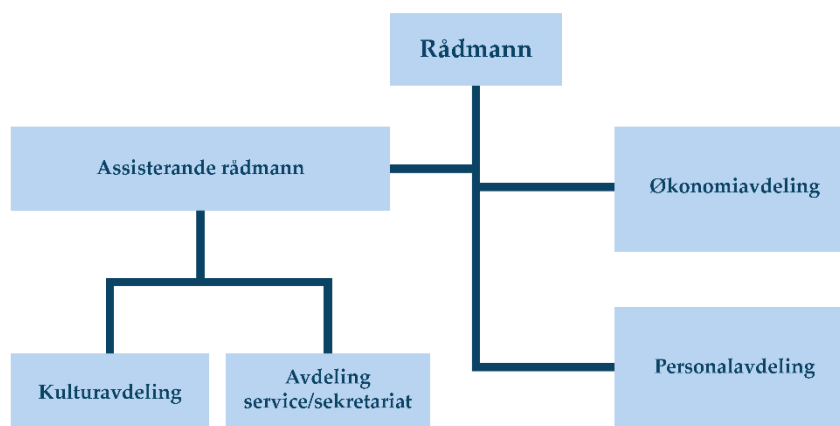 Rådmann
Assisterande rådmann
Økonomiavdeling
Kulturavdeling
Avdeling
service/sekretariat
Personalavdeling